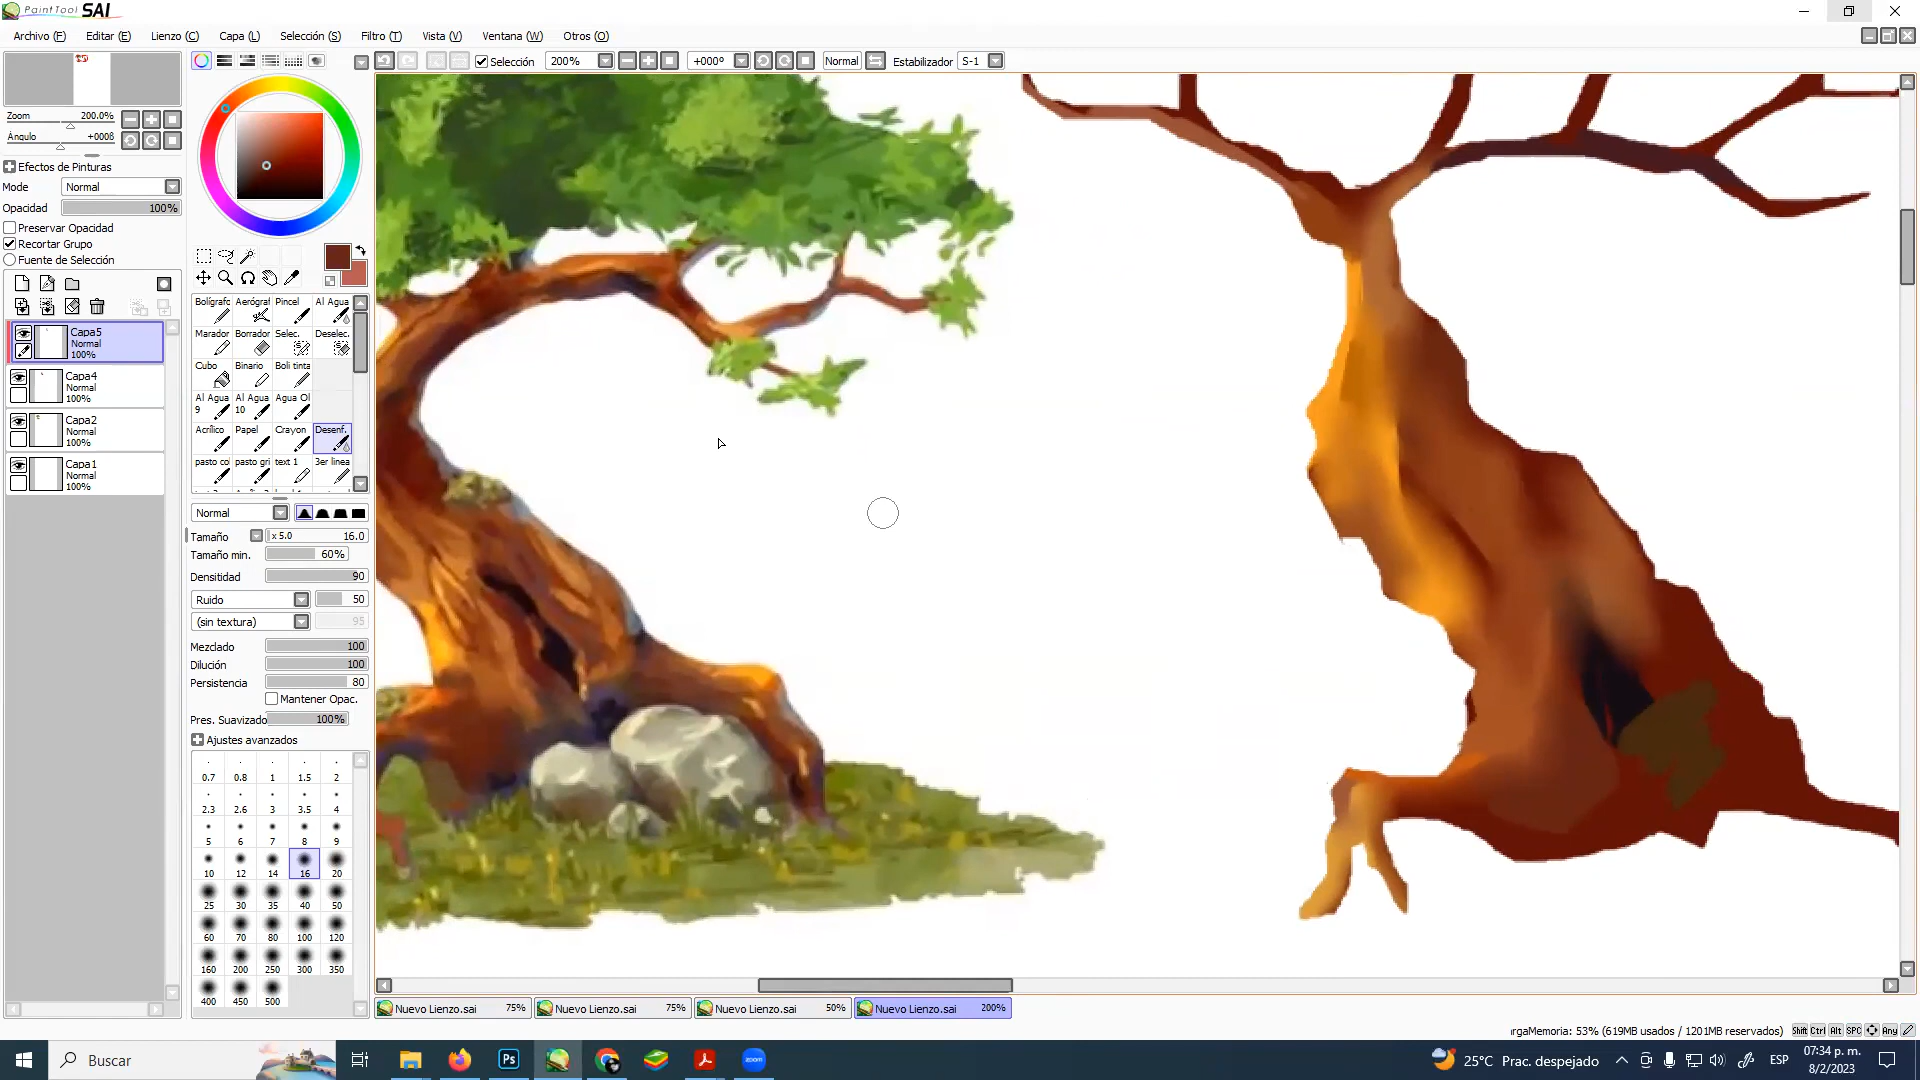 PaintTool SAI
Archivo (F) Editar (E) Lienzo (C) Capa (L) Selección (S) Filtro (T) Vista (V) Ventana (W) Otros (O)
Selección 200% +000º Normal Estabilizador S-1
Zoom 200.0%
Ángulo +000ß
Efectos de Pinturas
Mode Normal
Opacidad 100%
Preservar Opacidad
Recortar Grupo
Fuente de Selección
Capa5
Normal
100%
Capa4
Normal
100%
Capa2
Normal
100%
Capa1
Normal
100%
Bolígrafo Aerógraf Pincel Al Agua
Marador Borrador Selec. Deselec.
Cubo Binario Boli tinta
Al Agua 9 Al Agua 10 Agua Ol
Acrílico Papel Crayon Desenf.
pasto col pasto gri text 1 3er linea
Normal
Tamaño x 5.0 16.0
Tamaño min. 60%
Densitidad 90
Ruido 50
(sin textura) 95
Mezclado 100
Dilución 100
Persistencia 80
Mantener Opac.
Pres. Suavizado 100%
Ajustes avanzados
0.7 0.8 1 1.5 2
2.3 2.6 3 3.5 4
5 6 7 8 9
10 12 14 16 20
25 30 35 40 50
60 70 80 100 120
160 200 250 300 350
400 450 500
Nuevo Lienzo.sai 75% Nuevo Lienzo.sai 75% Nuevo Lienzo.sai 50% Nuevo Lienzo.sai 200%
ırgaMemoria: 53% (619MB usados / 1201MB reservados) Shift Ctrl Alt SPC Any
Buscar
Ps
zoom
25°C Prac. despejado
ESP
07:34 p. m.
8/2/2023